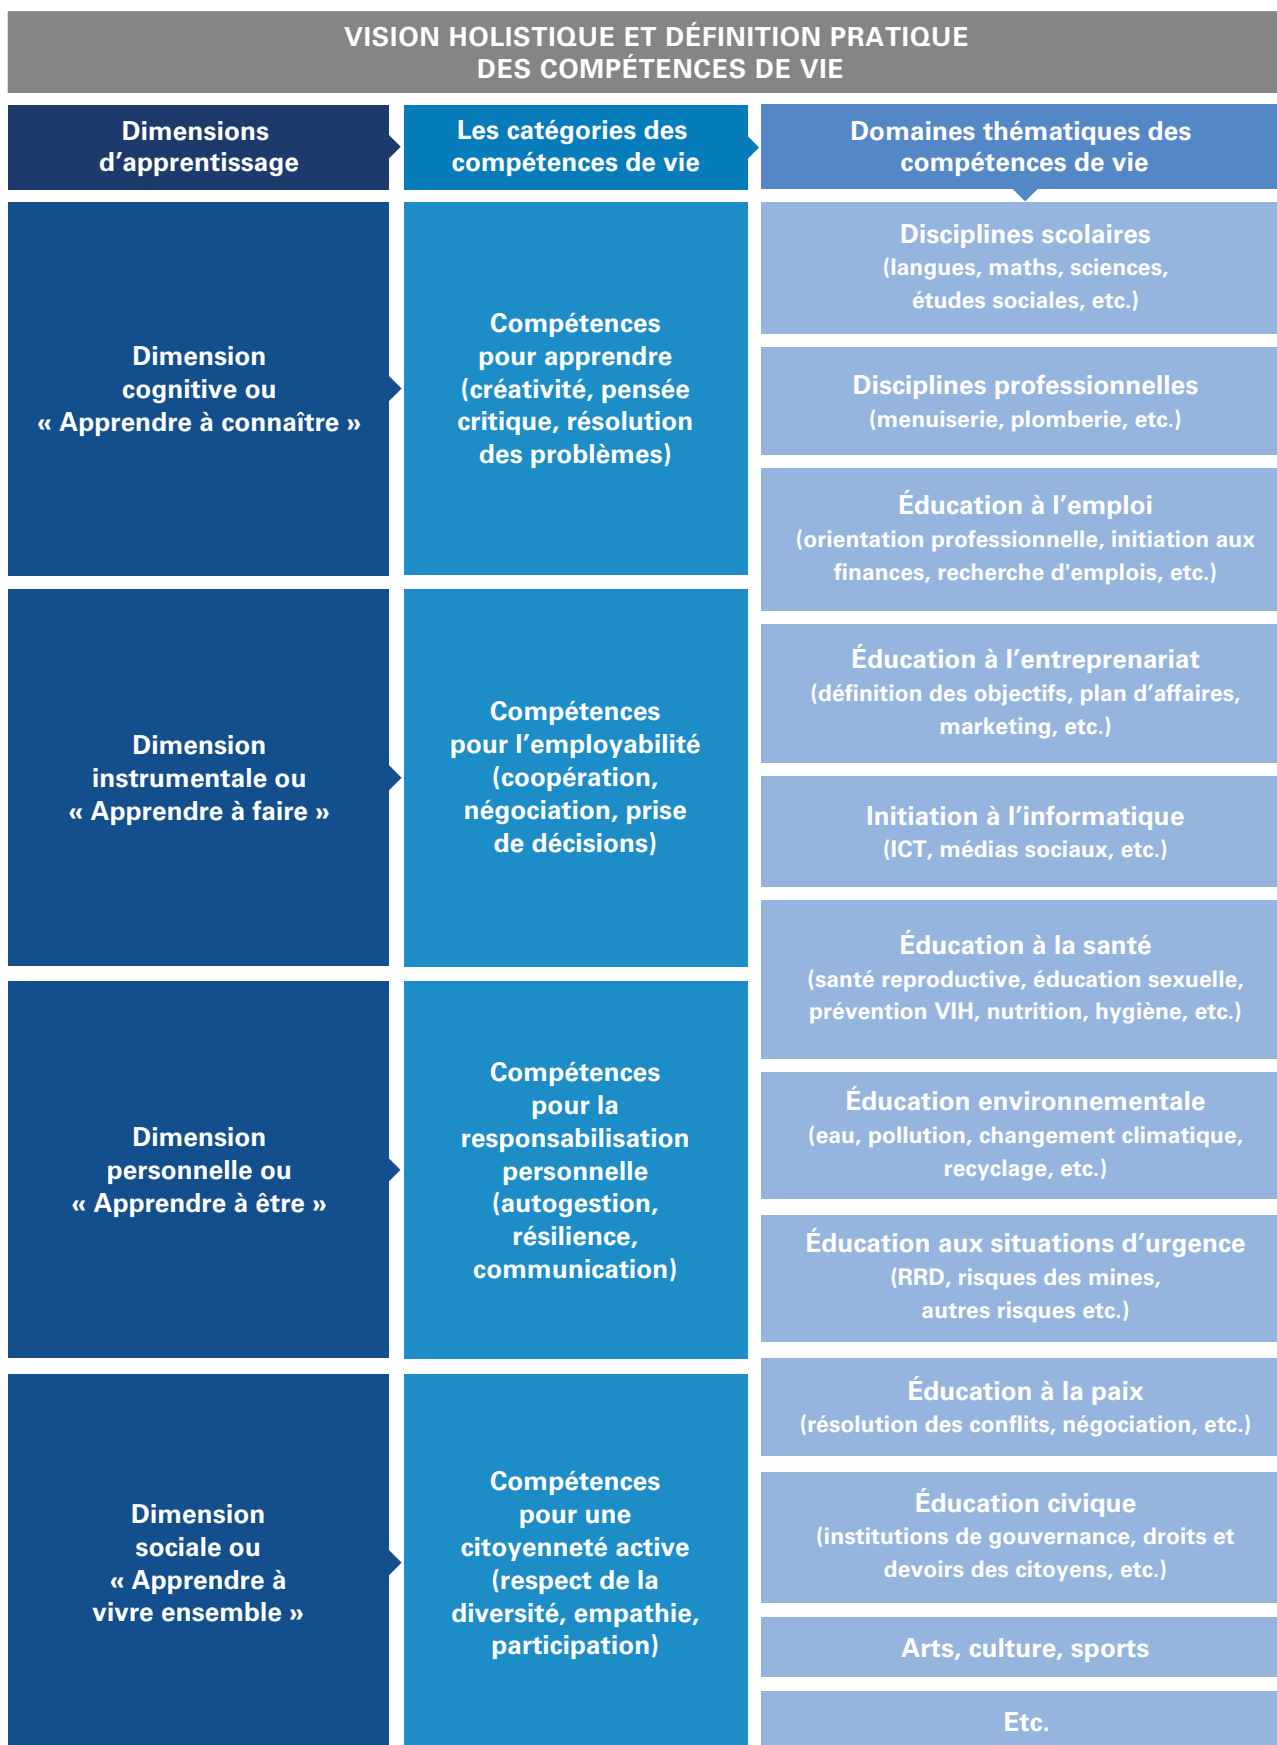 VISION HOLISTIQUE ET DÉFINITION PRATIQUE
DES COMPÉTENCES DE VIE
Dimensions
d’apprentissage
Les catégories des
compétences de vie
Domaines thématiques des
compétences de vie
Dimension
cognitive ou
« Apprendre à connaître »
Compétences
pour apprendre
(créativité, pensée
critique, résolution
des problèmes)
Dimension
instrumentale ou
« Apprendre à faire »
Compétences
pour l’employabilité
(coopération,
négociation, prise
de décisions)
Dimension
personnelle ou
« Apprendre à être »
Compétences
pour la
responsabilisation
personnelle
(autogestion,
résilience,
communication)
Dimension
sociale ou
« Apprendre à
vivre ensemble »
Compétences
pour une
citoyenneté active
(respect de la
diversité, empathie,
participation)
Disciplines scolaires
(langues, maths, sciences,
études sociales, etc.)
Disciplines professionnelles
(menuiserie, plomberie, etc.)
Éducation à l’emploi
(orientation professionnelle, initiation aux
finances, recherche d'emplois, etc.)
Éducation à l’entreprenariat
(définition des objectifs, plan d’affaires,
marketing, etc.)
Initiation à l’informatique
(ICT, médias sociaux, etc.)
Éducation à la santé
(santé reproductive, éducation sexuelle,
prévention VIH, nutrition, hygiène, etc.)
Éducation environnementale
(eau, pollution, changement climatique,
recyclage, etc.)
Éducation aux situations d’urgence
(RRD, risques des mines,
autres risques etc.)
Éducation à la paix
(résolution des conflits, négociation, etc.)
Éducation civique
(institutions de gouvernance, droits et
devoirs des citoyens, etc.)
Arts, culture, sports
Etc.